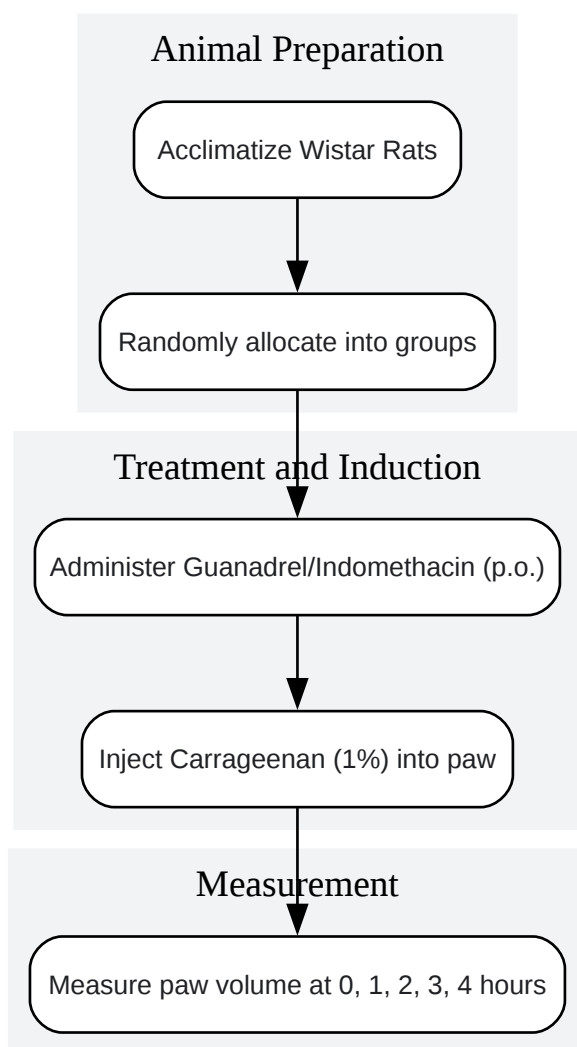 Animal Preparation
Acclimatize Wistar Rats
Randomly allocate into groups
Treatment and Induction
Administer Guanadrel/Indomethacin (p.o.)
Inject Carrageenan (1%) into paw
Measurement
Measure paw volume at 0, 1, 2, 3, 4 hours